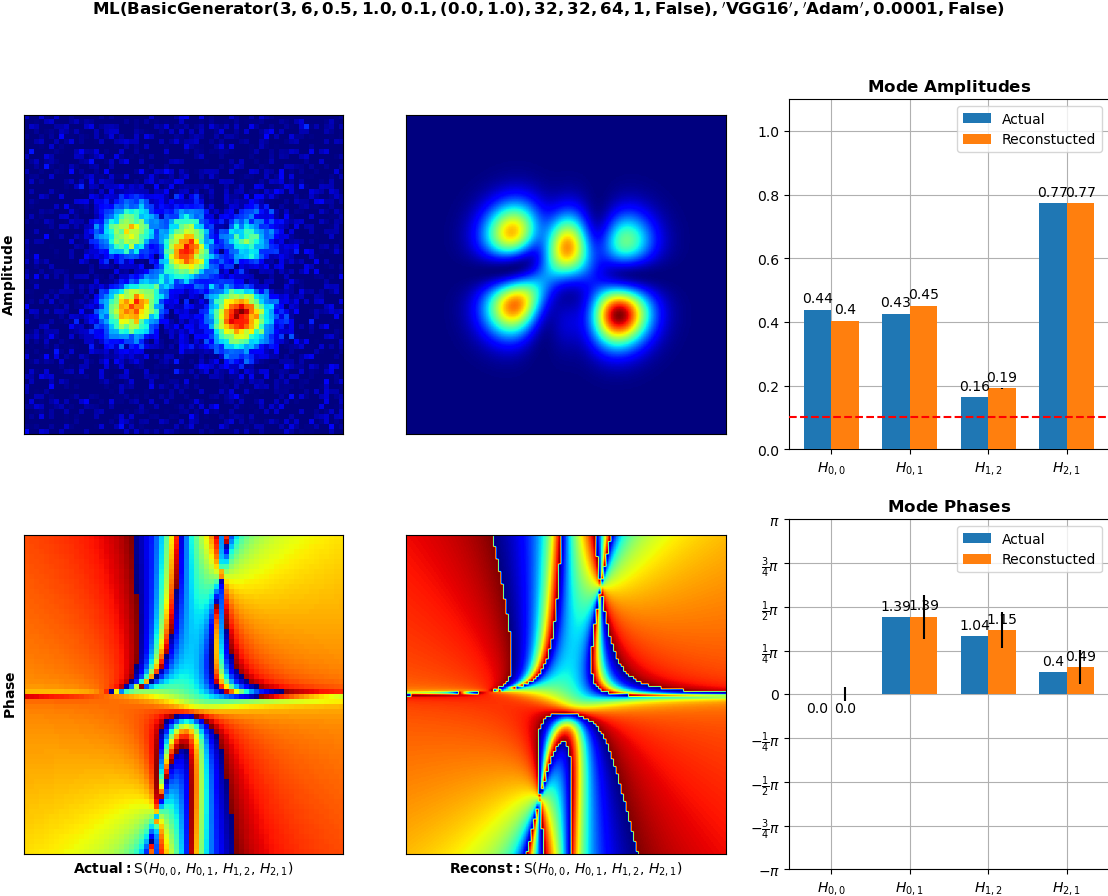 ML(BasicGenerator(3, 6, 0.5, 1.0, 0.1, (0.0, 1.0), 32, 32, 64, 1, False), ′VGG16′, ′Adam′, 0.0001, False)
Amplitude
Mode Amplitudes
Actual
Reconstucted
1.0
0.8
0.6
0.4
0.2
0.0
0.44
0.4
0.43
0.45
0.16
0.19
0.77
0.77
H0,0
H0,1
H1,2
H2,1
Phase
Actual: S(H0,0, H0,1, H1,2, H2,1)
Reconst: S(H0,0, H0,1, H1,2, H2,1)
Mode Phases
Actual
Reconstucted
π
3/4π
1/2π
1/4π
0
−1/4π
−1/2π
−3/4π
−π
0.0
0.0
1.39
1.39
1.04
1.15
0.4
0.49
H0,0
H0,1
H1,2
H2,1